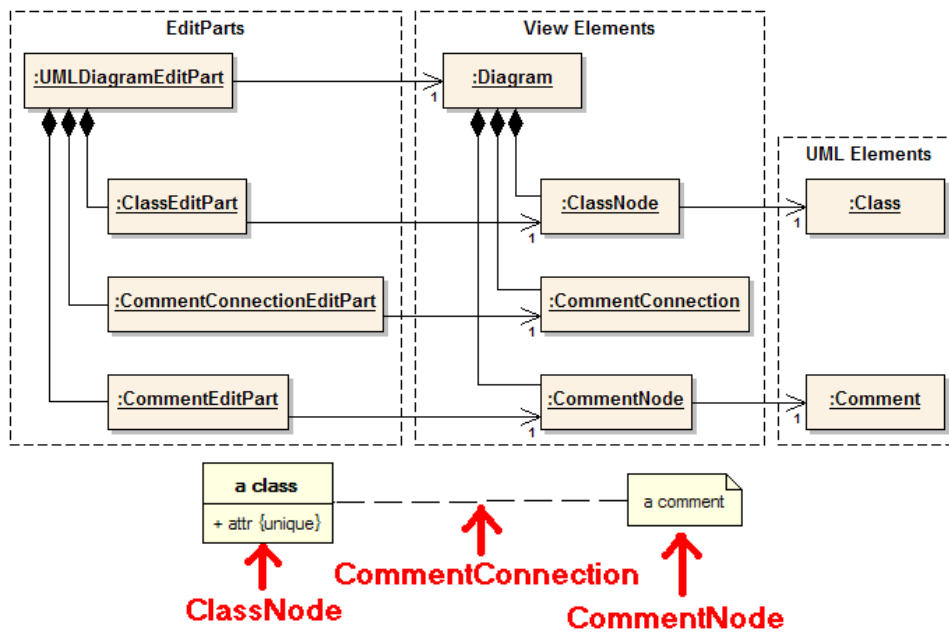 EditParts
View Elements
:UMLDiagramEditPart
1
:Diagram
UML Elements
:ClassEditPart
1
:ClassNode
1
:Class
:CommentConnectionEditPart
1
:CommentConnection
:CommentEditPart
1
:CommentNode
1
:Comment
a class
+ attr {unique}
a comment
CommentConnection
ClassNode
CommentNode